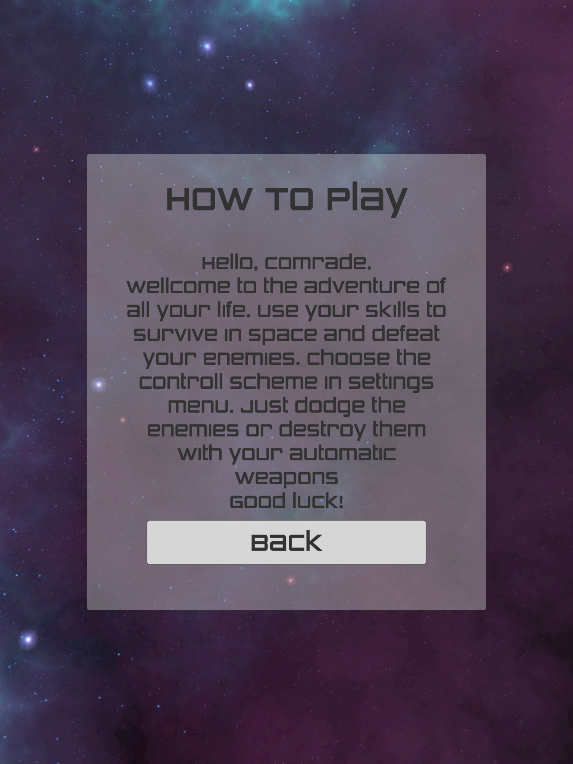 How to Play
Hello, comrade.
Wellcome to the adventure of
all your life. Use your skills to
survive in space and defeat
your enemies. Choose the
controll scheme in settings
menu. Just dodge the
enemies or destroy them
with your automatic
weapons
Good luck!
Back